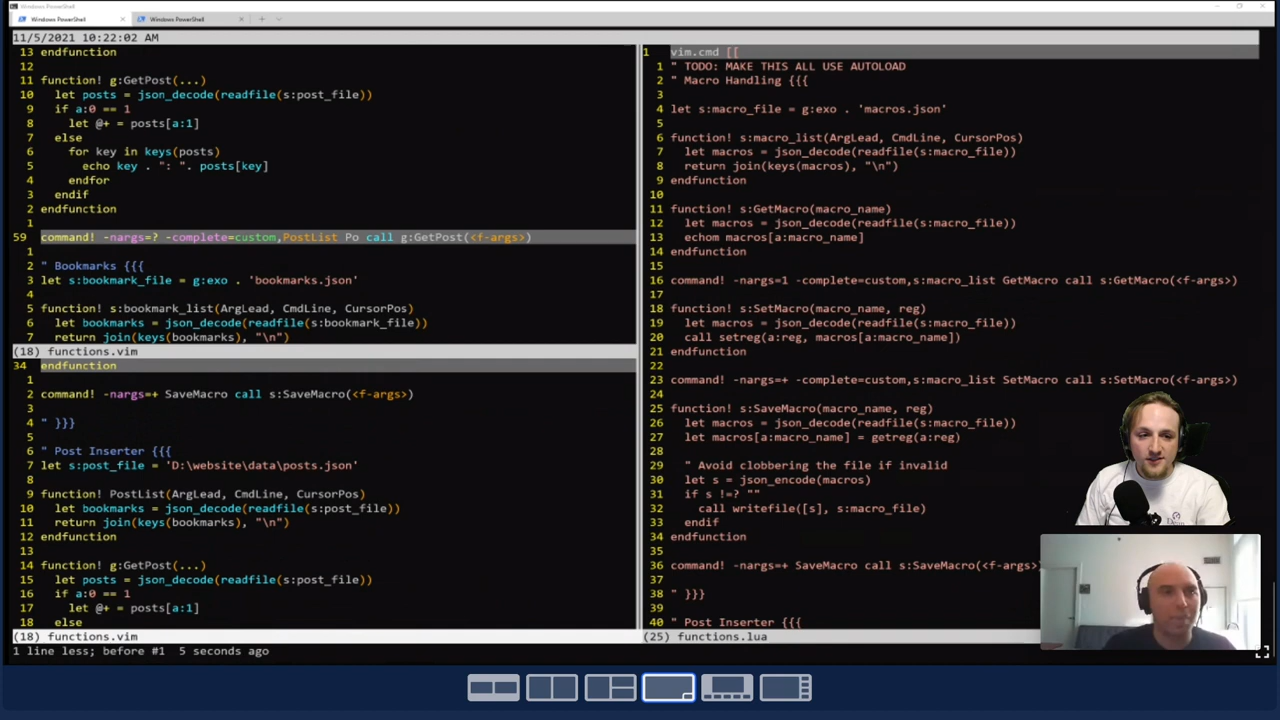 Windows PowerShell
Windows PowerShell
11/5/2021 10:22:02 AM
13 endfunction
12
11 function! g:GetPost(...)
10 let posts = json_decode(readfile(s:post_file))
9 if a:0 == 1
8 let @+ = posts[a:1]
7 else
6 for key in keys(posts)
5 echo key . ": ". posts[key]
4 endfor
3 endif
2 endfunction
1
59 command! -nargs=? -complete=custom,PostList Po call g:GetPost(<f-args>)
1
2 " Bookmarks {{{
3 let s:bookmark_file = g:exo . 'bookmarks.json'
4
5 function! s:bookmark_list(ArgLead, CmdLine, CursorPos)
6 let bookmarks = json_decode(readfile(s:bookmark_file))
7 return join(keys(bookmarks), "\n")
(18) functions.vim
34 endfunction
1
2 command! -nargs=+ SaveMacro call s:SaveMacro(<f-args>)
3
4 " }}}
5
6 " Post Inserter {{{
7 let s:post_file = 'D:\website\data\posts.json'
8
9 function! PostList(ArgLead, CmdLine, CursorPos)
10 let bookmarks = json_decode(readfile(s:post_file))
11 return join(keys(bookmarks), "\n")
12 endfunction
13
14 function! g:GetPost(...)
15 let posts = json_decode(readfile(s:post_file))
16 if a:0 == 1
17 let @+ = posts[a:1]
18 else
(18) functions.vim
1 line less; before #1 5 seconds ago
1 vim.cmd [[
1 " TODO: MAKE THIS ALL USE AUTOLOAD
2 " Macro Handling {{{
3
4 let s:macro_file = g:exo . 'macros.json'
5
6 function! s:macro_list(ArgLead, CmdLine, CursorPos)
7 let macros = json_decode(readfile(s:macro_file))
8 return join(keys(macros), "\n")
9 endfunction
10
11 function! s:GetMacro(macro_name)
12 let macros = json_decode(readfile(s:macro_file))
13 echom macros[a:macro_name]
14 endfunction
15
16 command! -nargs=1 -complete=custom,s:macro_list GetMacro call s:GetMacro(<f-args>)
17
18 function! s:SetMacro(macro_name, reg)
19 let macros = json_decode(readfile(s:macro_file))
20 call setreg(a:reg, macros[a:macro_name])
21 endfunction
22
23 command! -nargs=+ -complete=custom,s:macro_list SetMacro call s:SetMacro(<f-args>)
24
25 function! s:SaveMacro(macro_name, reg)
26 let macros = json_decode(readfile(s:macro_file))
27 let macros[a:macro_name] = getreg(a:reg)
28
29 " Avoid clobbering the file if invalid
30 let s = json_encode(macros)
31 if s !=? ""
32 call writefile([s], s:macro_file)
33 endif
34 endfunction
35
36 command! -nargs=+ SaveMacro call s:SaveMacro(<f-args>)
37
38 " }}}
39
40 " Post Inserter {{{
(25) functions.lua